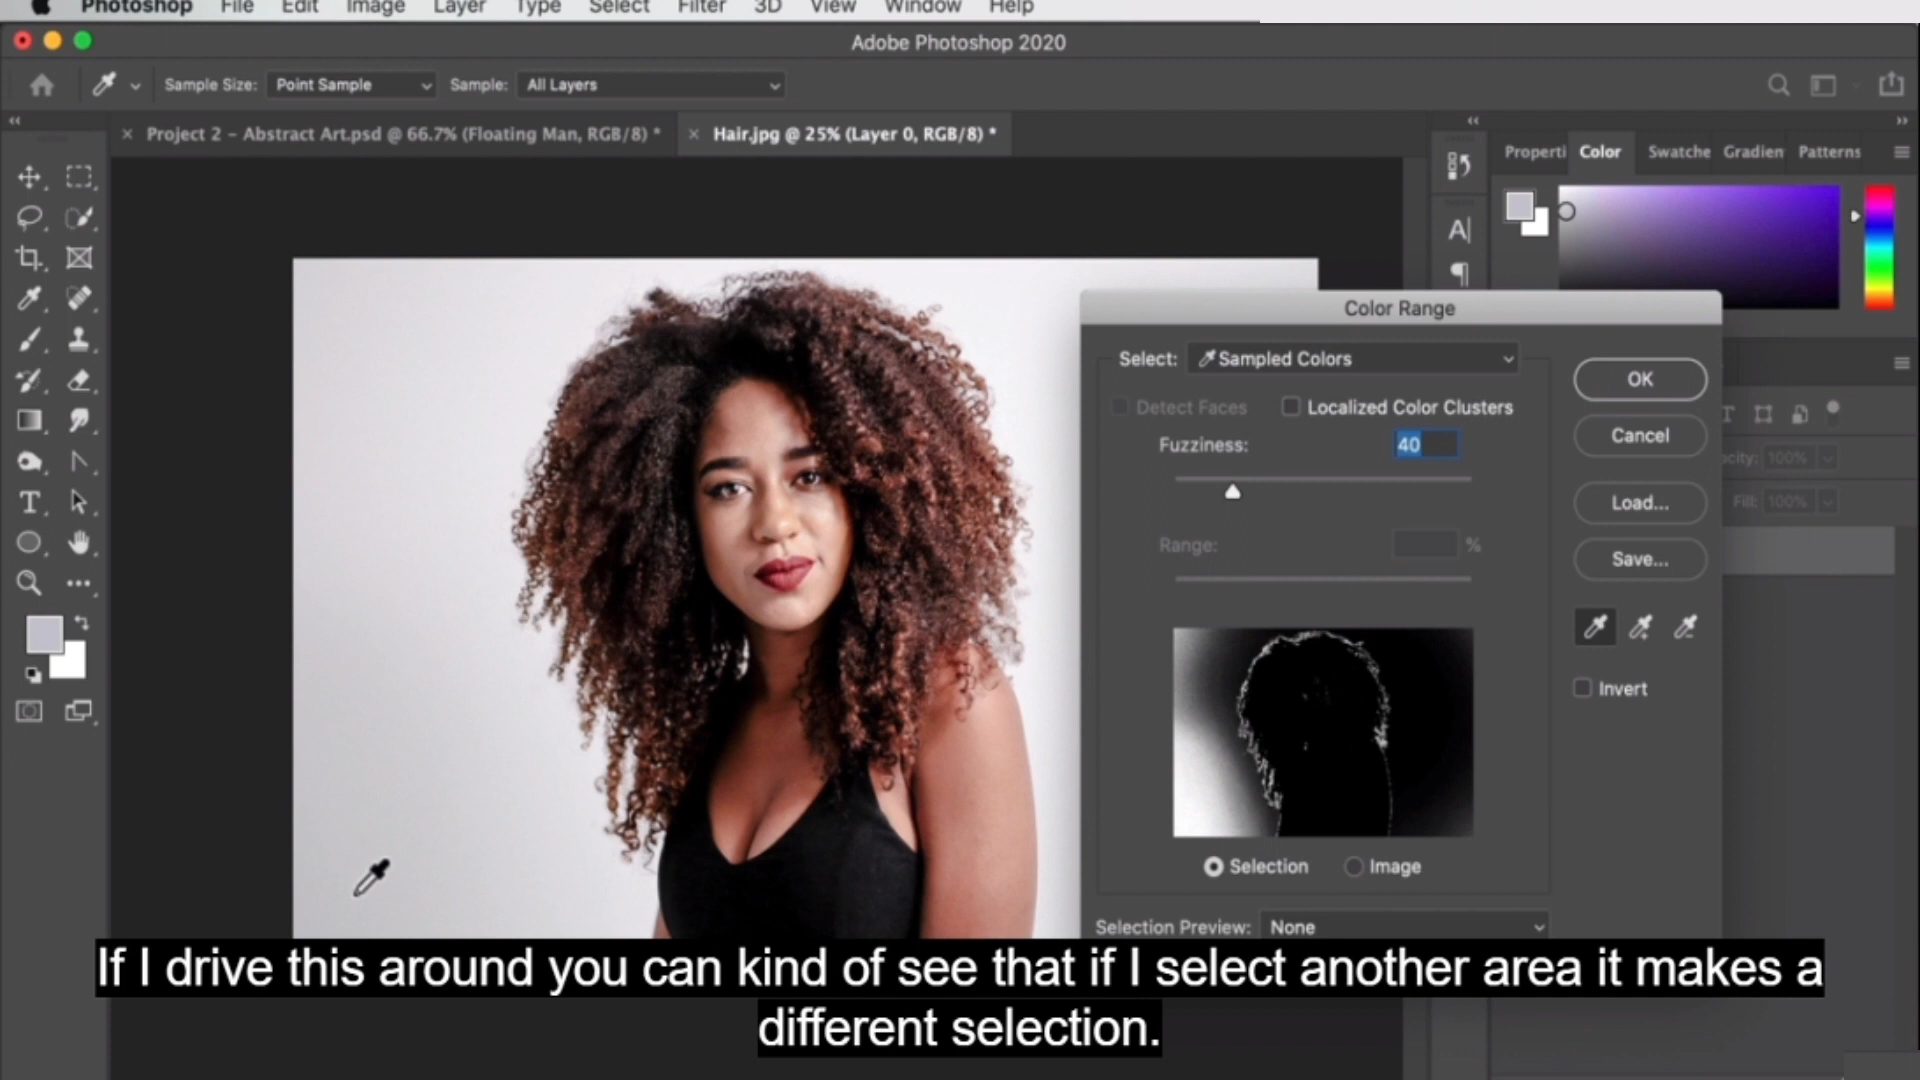 Photoshop File Edit Image Layer Type Select Filter 3D View Window Help
Adobe Photoshop 2020
Sample Size: Point Sample Sample: All Layers
Project 2 - Abstract Art.psd @ 66.7% (Floating Man, RGB/8) * Hair.jpg @ 25% (Layer 0, RGB/8) *
Properti Color Swatche Gradien Patterns
Color Range
Select: Sampled Colors
OK
Detect Faces Localized Color Clusters
Fuzziness: 40
Cancel
100%
Load...
Fill: 100%
Range: %
Save...
Invert
Selection Image
Selection Preview: None
If I drive this around you can kind of see that if I select another area it makes a
different selection.